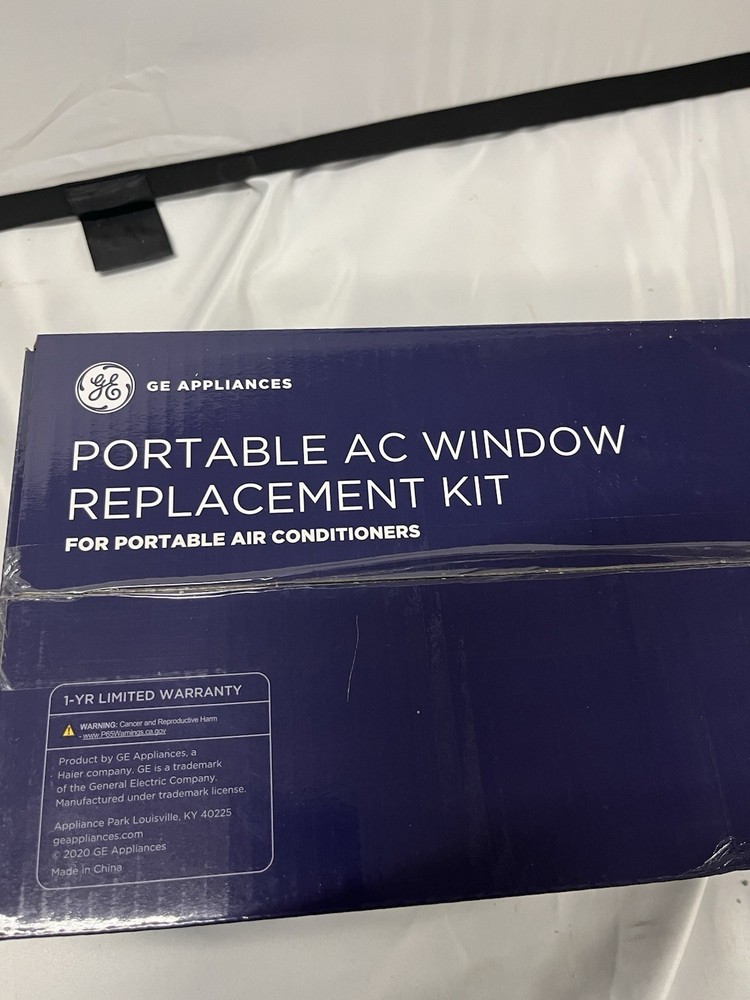 GE GE APPLIANCES
PORTABLE AC WINDOW
REPLACEMENT KIT
FOR PORTABLE AIR CONDITIONERS
1-YR LIMITED WARRANTY
WARNING: Cancer and Reproductive Harm
- www.P65Warnings.ca.gov
Product by GE Appliances, a
Haier company. GE is a trademark
of the General Electric Company.
Manufactured under trademark license.
Appliance Park Louisville, KY 40225
geappliances.com
© 2020 GE Appliances
Made in China